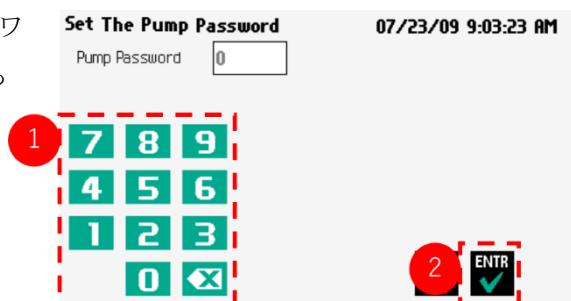 ワ
Set The Pump Password 07/23/09 9:03:23 AM
Pump Password 0
1
7 8 9
4 5 6
1 2 3
0
2 ENTR